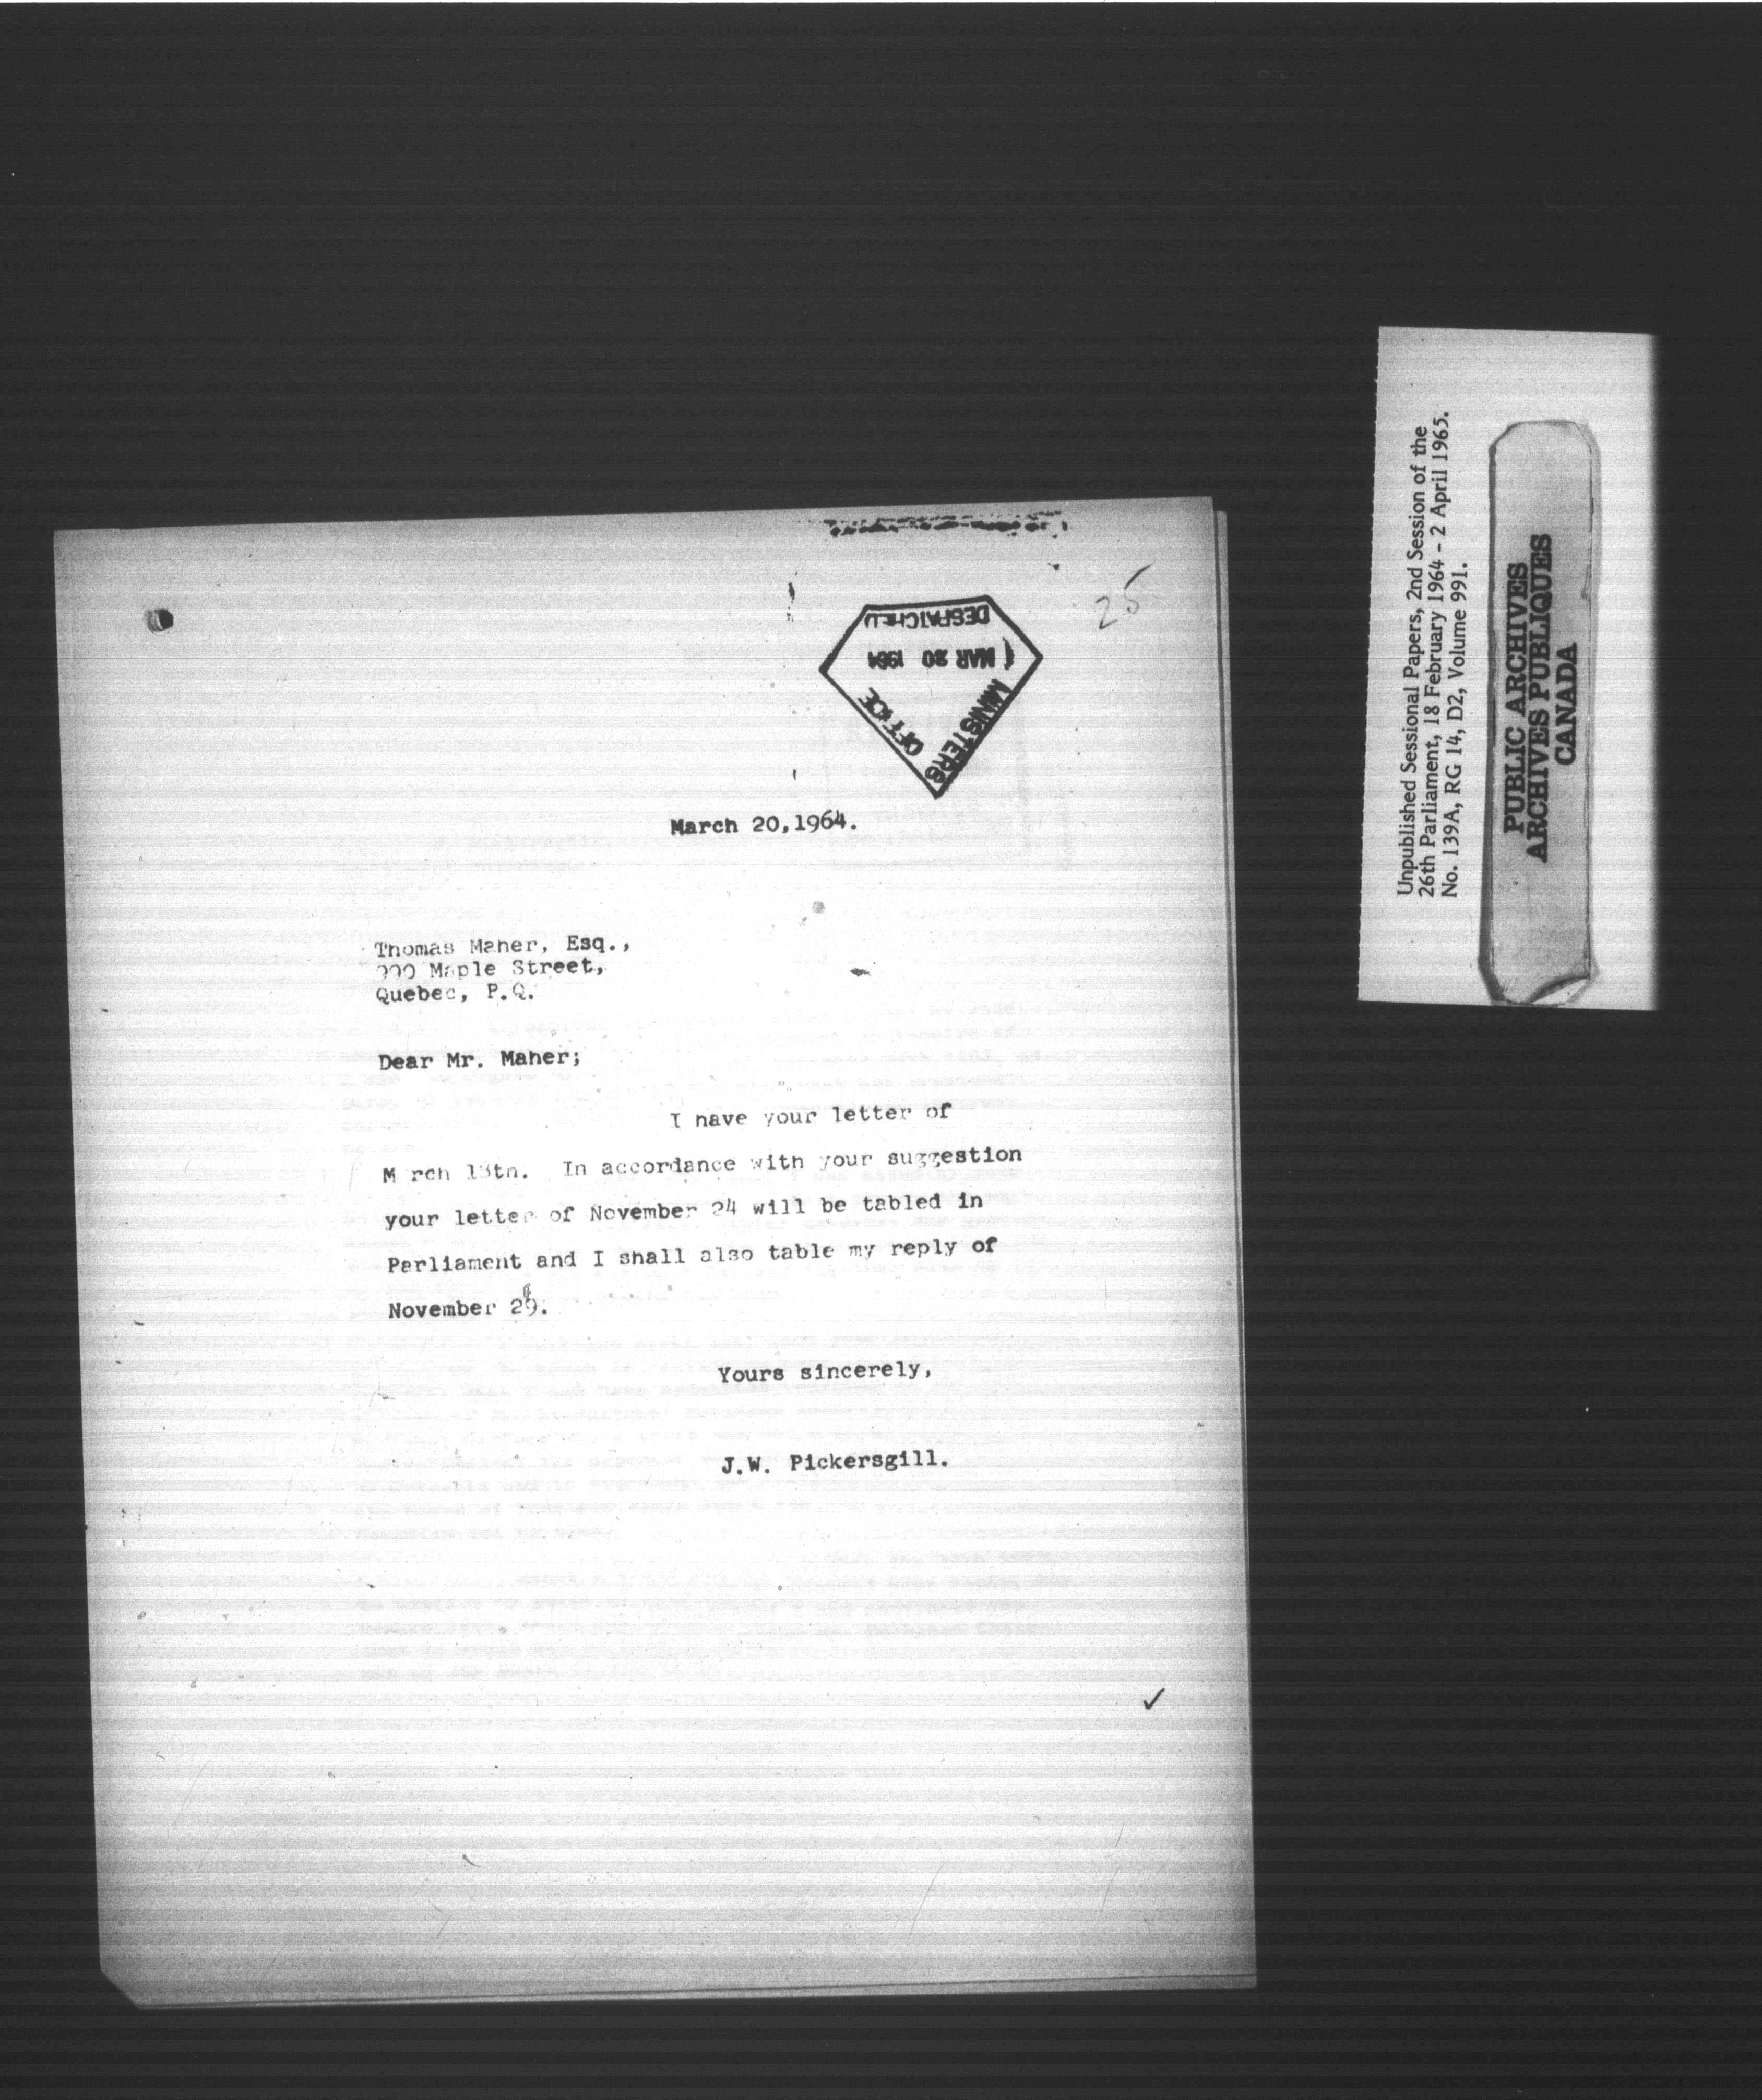 25
DESPATCHED
MAR 20 1964
MINISTERS OFFICE
March 20,1964.
Thomas Maher, Esq.,
Maple Street,
Quebec, P.Q.
Dear Mr. Maher;
I have your letter of
M rch 18th. In accordance with your suggestion
your letter of November 24 will be tabled in
Parliament and I shall also table my reply of
November 29.
Yours sincerely,
J.W. Pickersgill.
✓
Unpublished Sessional Papers, 2nd Session of the
26th Parliament, 18 February 1964 – 2 April 1965.
No. 139A, RG 14, D2, Volume 991.
PUBLIC ARCHIVES
ARCHIVES PUBLIQUES
CANADA